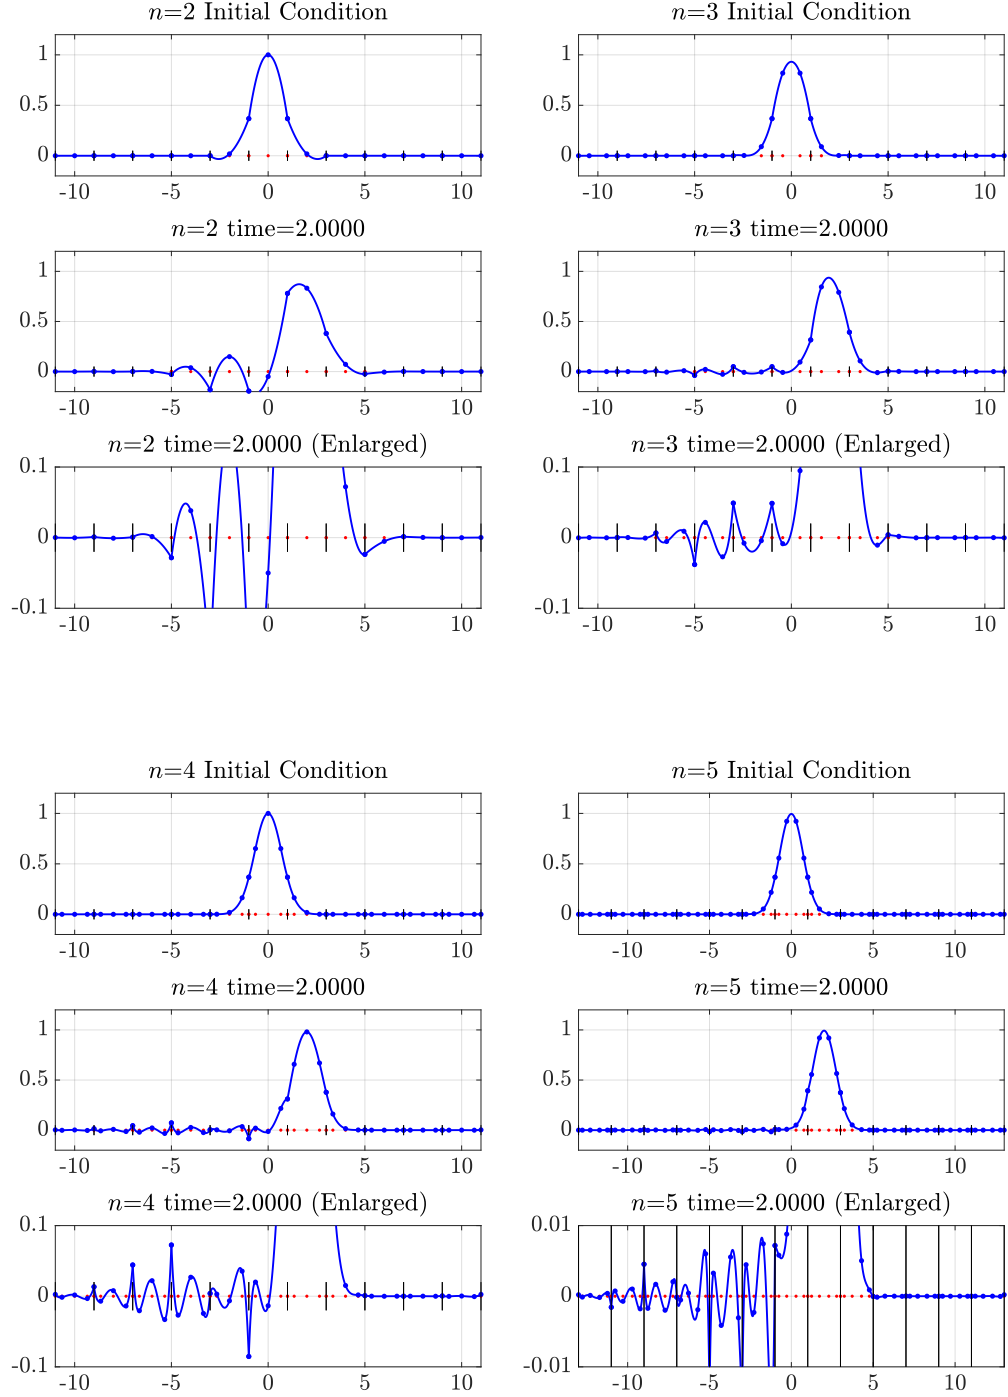 n=2 Initial Condition
1
0.5
0
-10 -5 0 5 10
n=3 Initial Condition
1
0.5
0
-10 -5 0 5 10
n=2 time=2.0000
1
0.5
0
-10 -5 0 5 10
n=3 time=2.0000
1
0.5
0
-10 -5 0 5 10
n=2 time=2.0000 (Enlarged)
0.1
0
-0.1
-10 -5 0 5 10
n=3 time=2.0000 (Enlarged)
0.1
0
-0.1
-10 -5 0 5 10
n=4 Initial Condition
1
0.5
0
-10 -5 0 5 10
n=5 Initial Condition
1
0.5
0
-10 -5 0 5 10
n=4 time=2.0000
1
0.5
0
-10 -5 0 5 10
n=5 time=2.0000
1
0.5
0
-10 -5 0 5 10
n=4 time=2.0000 (Enlarged)
0.1
0
-0.1
-10 -5 0 5 10
n=5 time=2.0000 (Enlarged)
0.01
0
-0.01
-10 -5 0 5 10